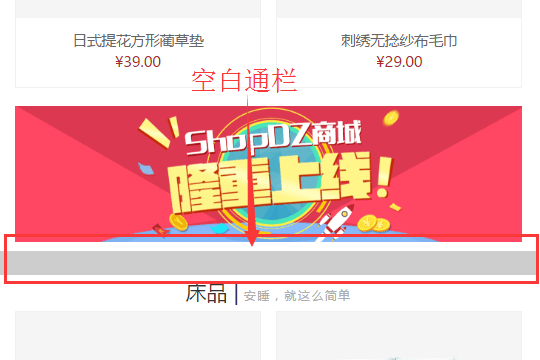 日式提花方形蔺草垫
刺绣无捻纱布毛巾
¥39.00
¥29.00
空白通栏
ShopDZ商城
隆重上线!
床品 | 安睡，就这么简单